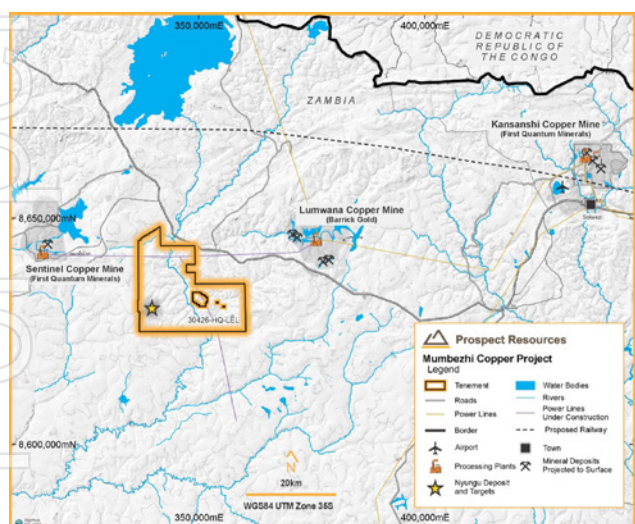 350,000mE
400,000mE
DEMOCRATIC
REPUBLIC OF
THE CONGO
ZAMBIA
Kansanshi Copper Mine
(First Quantum Minerals)
8,650,000mN
Lumwana Copper Mine
(Barrick Gold)
Solwezi
Sentinel Copper Mine
(First Quantum Minerals)
30426-HQ-LEL
Prospect Resources
Mumbezhi Copper Project
Legend
Tenement
Water Bodies
Roads
Rivers
Power Lines
Power Lines
Under Construction
Border
Proposed Railway
Airport
Town
Processing Plants
Mineral Deposits
Projected to Surface
Nyungu Deposit
and Targets
8,600,000mN
N
20km
WGS84 UTM Zone 35S
350,000mE
400,000mE